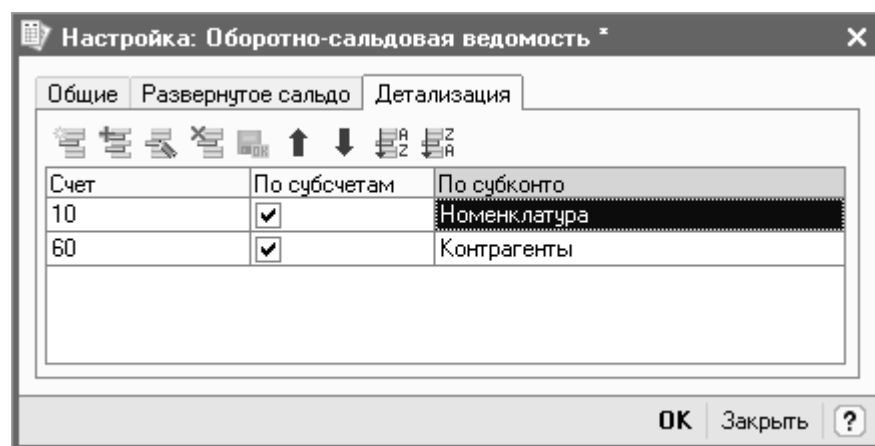 Настройка: Оборотно-сальдовая ведомость *
Общие Развернутое сальдо Детализация
Счет По субсчетам По субконто
10 Номенклатура
60 Контрагенты
OK Закрыть ?